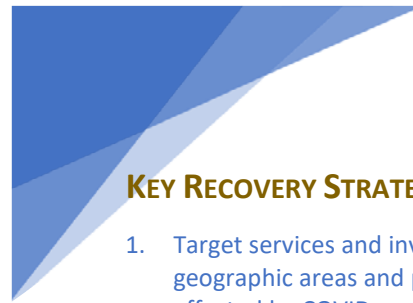 KEY RECOVERY STRATE
1. Target services and inv
geographic areas and p